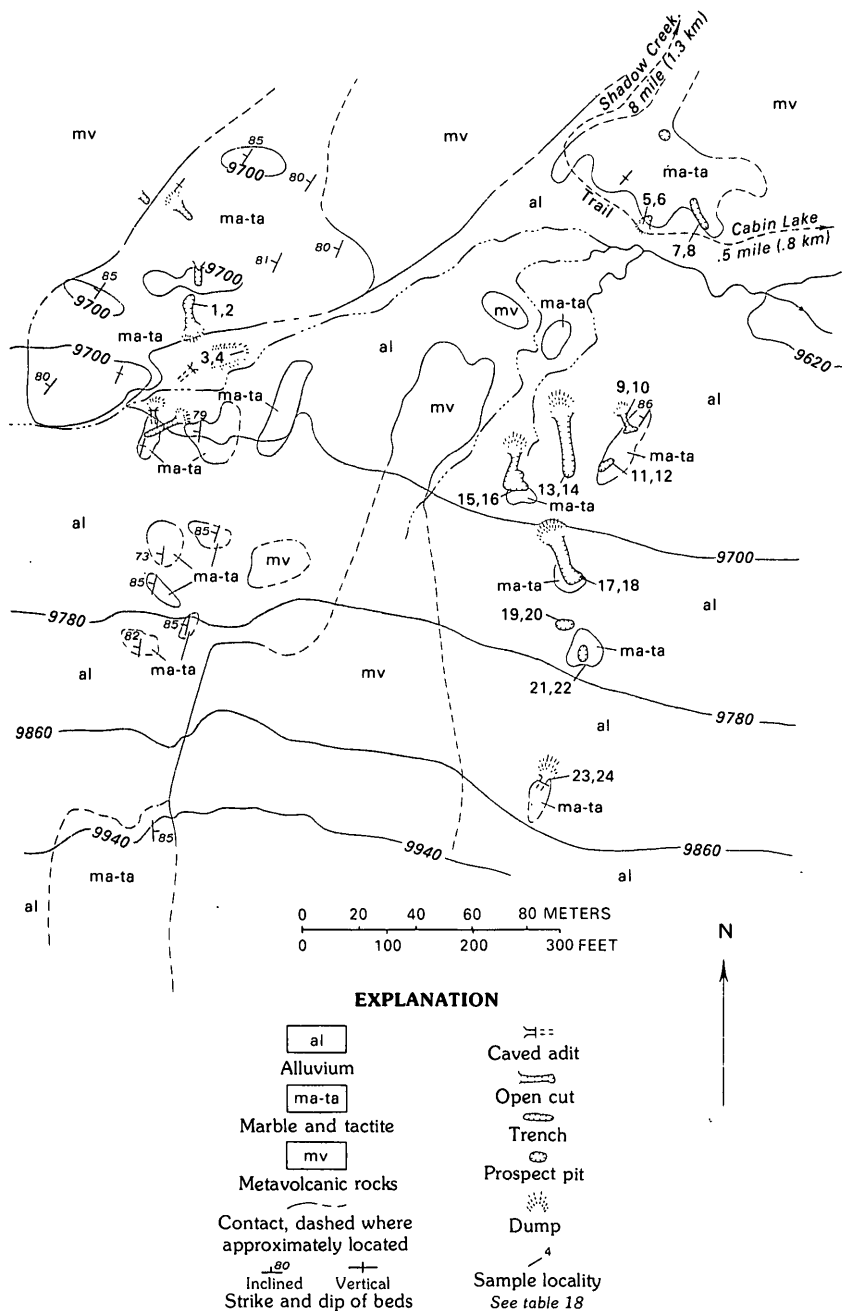 Shadow Creek
8 mile (1.3 km)
mv
mv
mv
85
9700
80
ma-ta
ma-ta
al
Trail
5,6
Cabin Lake
.5 mile (.8 km)
7,8
81
80
85
9700
9700
1,2
mv
ma-ta
ma-ta
9700
3,4
al
9620
80
ma-ta
9,10
al
79
mv
86
ma-ta
ma-ta
11,12
13,14
15,16
ma-ta
al
85
73
ma-ta
mv
9700
85
ma-ta
17,18
al
9780
85
19,20
82
ma-ta
ma-ta
al
mv
21,22
9780
9860
al
23,24
ma-ta
9940
85
9940
9860
ma-ta
al
al
0 20 40 60 80 METERS
0 100 200 300 FEET
N
EXPLANATION
al
Alluvium
ma-ta
Marble and tactite
mv
Metavolcanic rocks
Contact, dashed where
approximately located
80
Inclined Vertical
Strike and dip of beds
Caved adit
Open cut
Trench
Prospect pit
Dump
4
Sample locality
See table 18